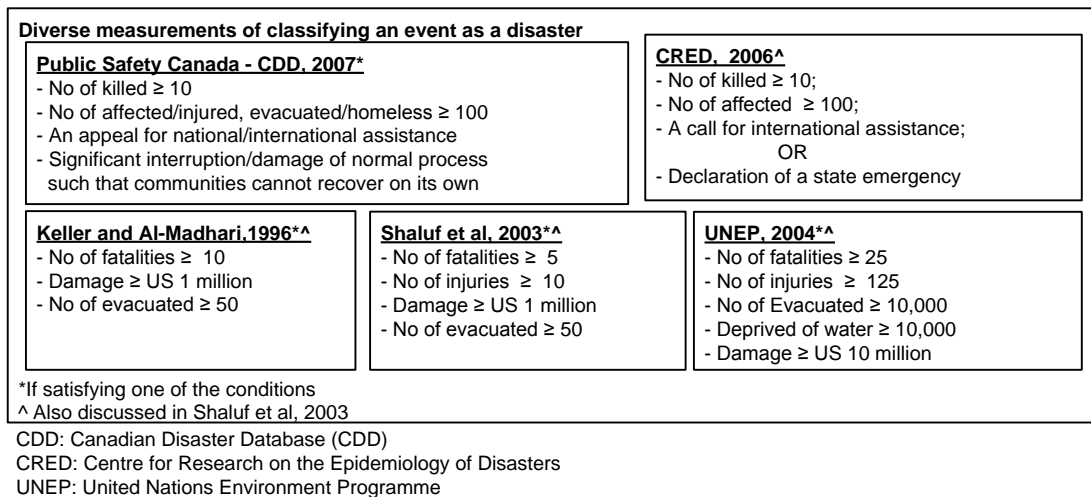 Diverse measurements of classifying an event as a disaster
Public Safety Canada - CDD, 2007*
- No of killed ≥ 10
- No of affected/injured, evacuated/homeless ≥ 100
- An appeal for national/international assistance
- Significant interruption/damage of normal process
such that communities cannot recover on its own
CRED, 2006^
- No of killed ≥ 10;
- No of affected ≥ 100;
- A call for international assistance;
OR
- Declaration of a state emergency
Keller and Al-Madhari,1996*^
- No of fatalities ≥ 10
- Damage ≥ US 1 million
- No of evacuated ≥ 50
Shaluf et al, 2003*^
- No of fatalities ≥ 5
- No of injuries ≥ 10
- Damage ≥ US 1 million
- No of evacuated ≥ 50
UNEP, 2004*^
- No of fatalities ≥ 25
- No of injuries ≥ 125
- No of Evacuated ≥ 10,000
- Deprived of water ≥ 10,000
- Damage ≥ US 10 million
*If satisfying one of the conditions
^ Also discussed in Shaluf et al, 2003
CDD: Canadian Disaster Database (CDD)
CRED: Centre for Research on the Epidemiology of Disasters
UNEP: United Nations Environment Programme